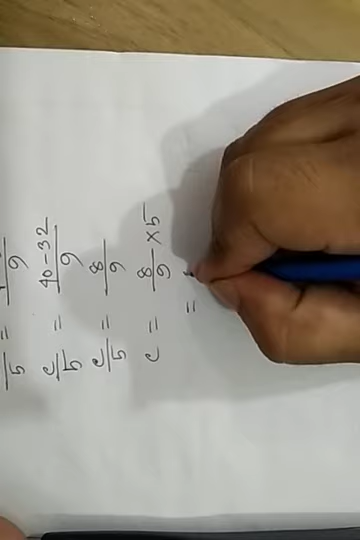 C/5 = (40-32)/9
C/5 = 8/9
C = 8/9 × 5
=